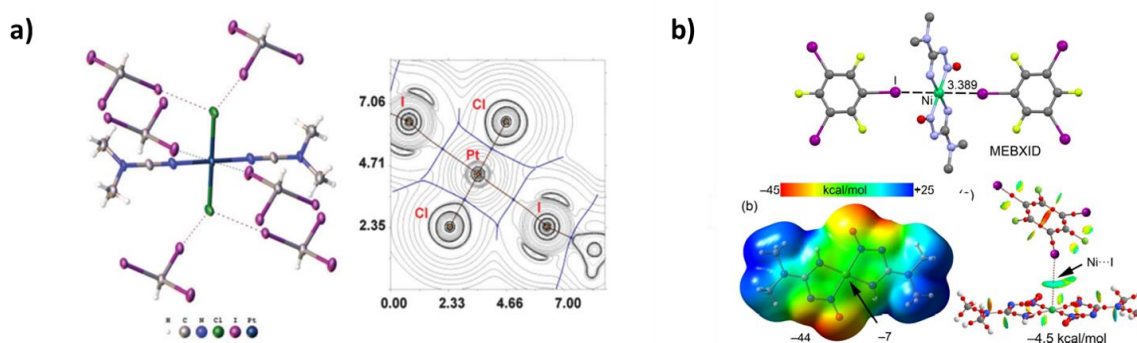 a)
H C N Cl I Pt
7.06
4.71
2.35
0.00 2.33 4.66 7.00
I
Cl
Pt
Cl
I
b)
I
Ni
3.389
MEBXID
−45 kcal/mol +25
(b)
−44
−7
Ni···I
−4.5 kcal/mol